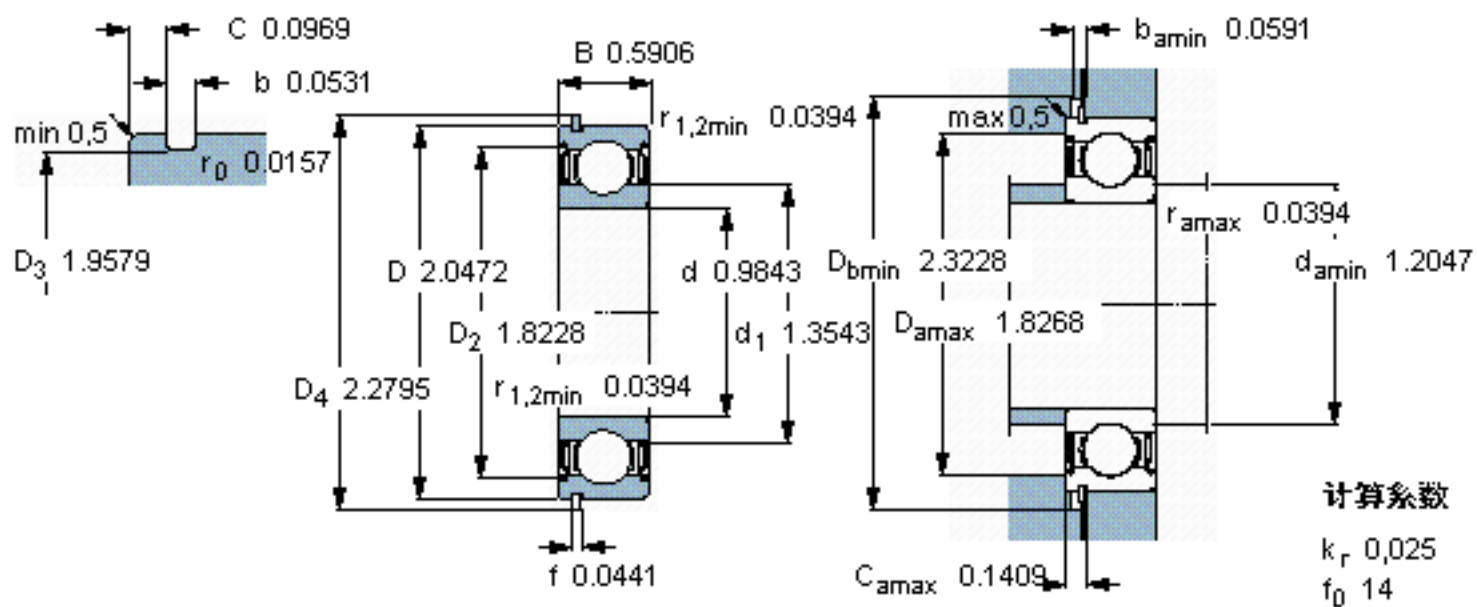 C 0.0969
b 0.0531
min 0,5
r0 0.0157
D3 1.9579
B 0.5906
r1,2min 0.0394
D 2.0472
d 0.9843
D2 1.8228
d1 1.3543
D4 2.2795
r1,2min 0.0394
f 0.0441
bamin 0.0591
max 0,5
ramax 0.0394
Dbmin 2.3228
damin 1.2047
Damax 1.8268
Camax 0.1409
计算系数
kr 0,025
f0 14